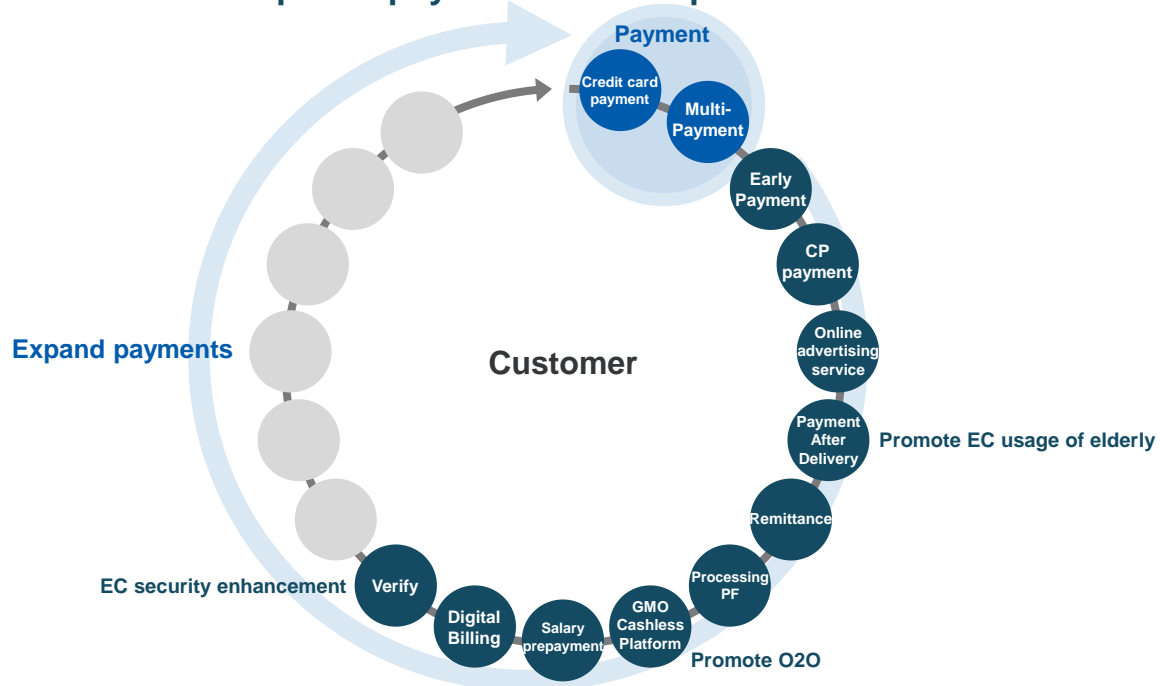 Payment
Credit card
payment
Multi-
Payment
Early
Payment
CP
payment
Online
advertising
service
Expand payments
Customer
Payment
After
Delivery
Promote EC usage of elderly
Remittance
Processing
PF
EC security enhancement
Verify
Digital
Billing
Salary
prepayment
GMO
Cashless
Platform
Promote O2O